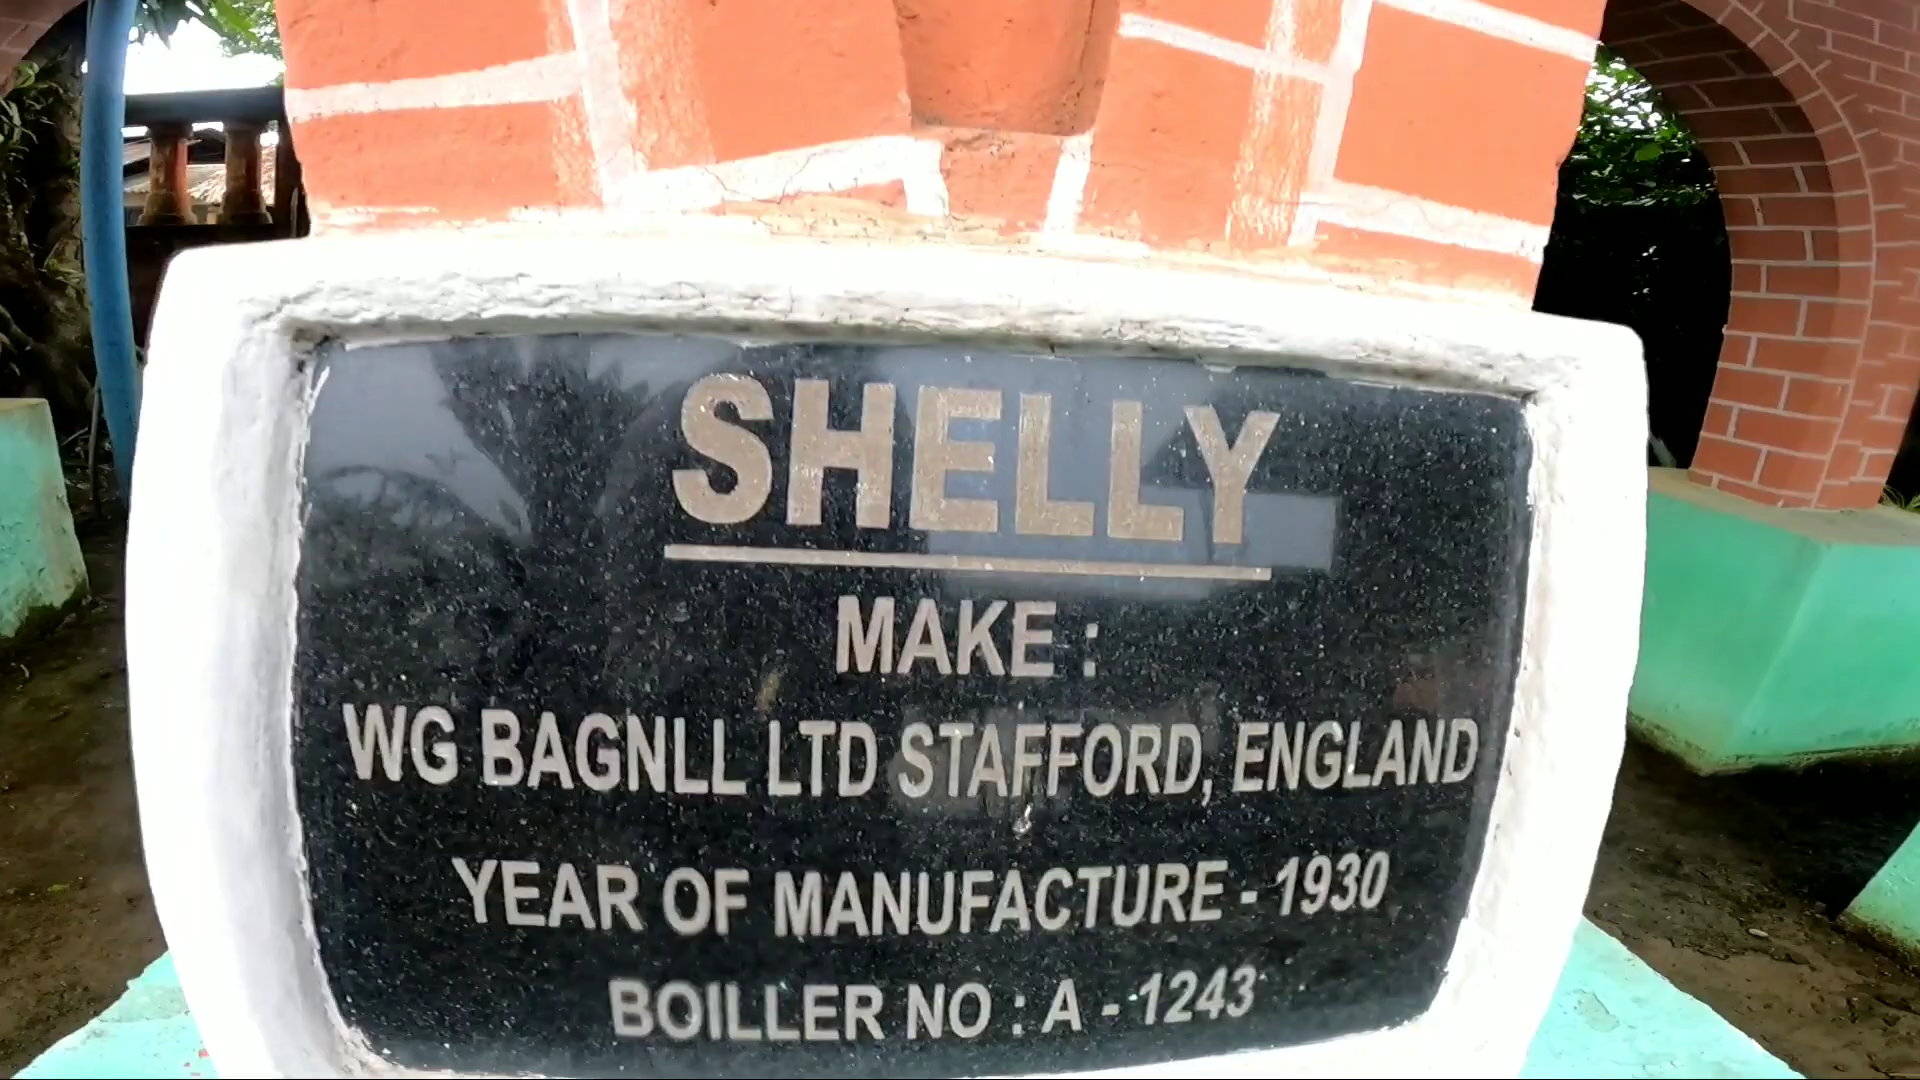 SHELLY
MAKE :
WG BAGNLL LTD STAFFORD, ENGLAND
YEAR OF MANUFACTURE - 1930
BOILLER NO : A - 1243